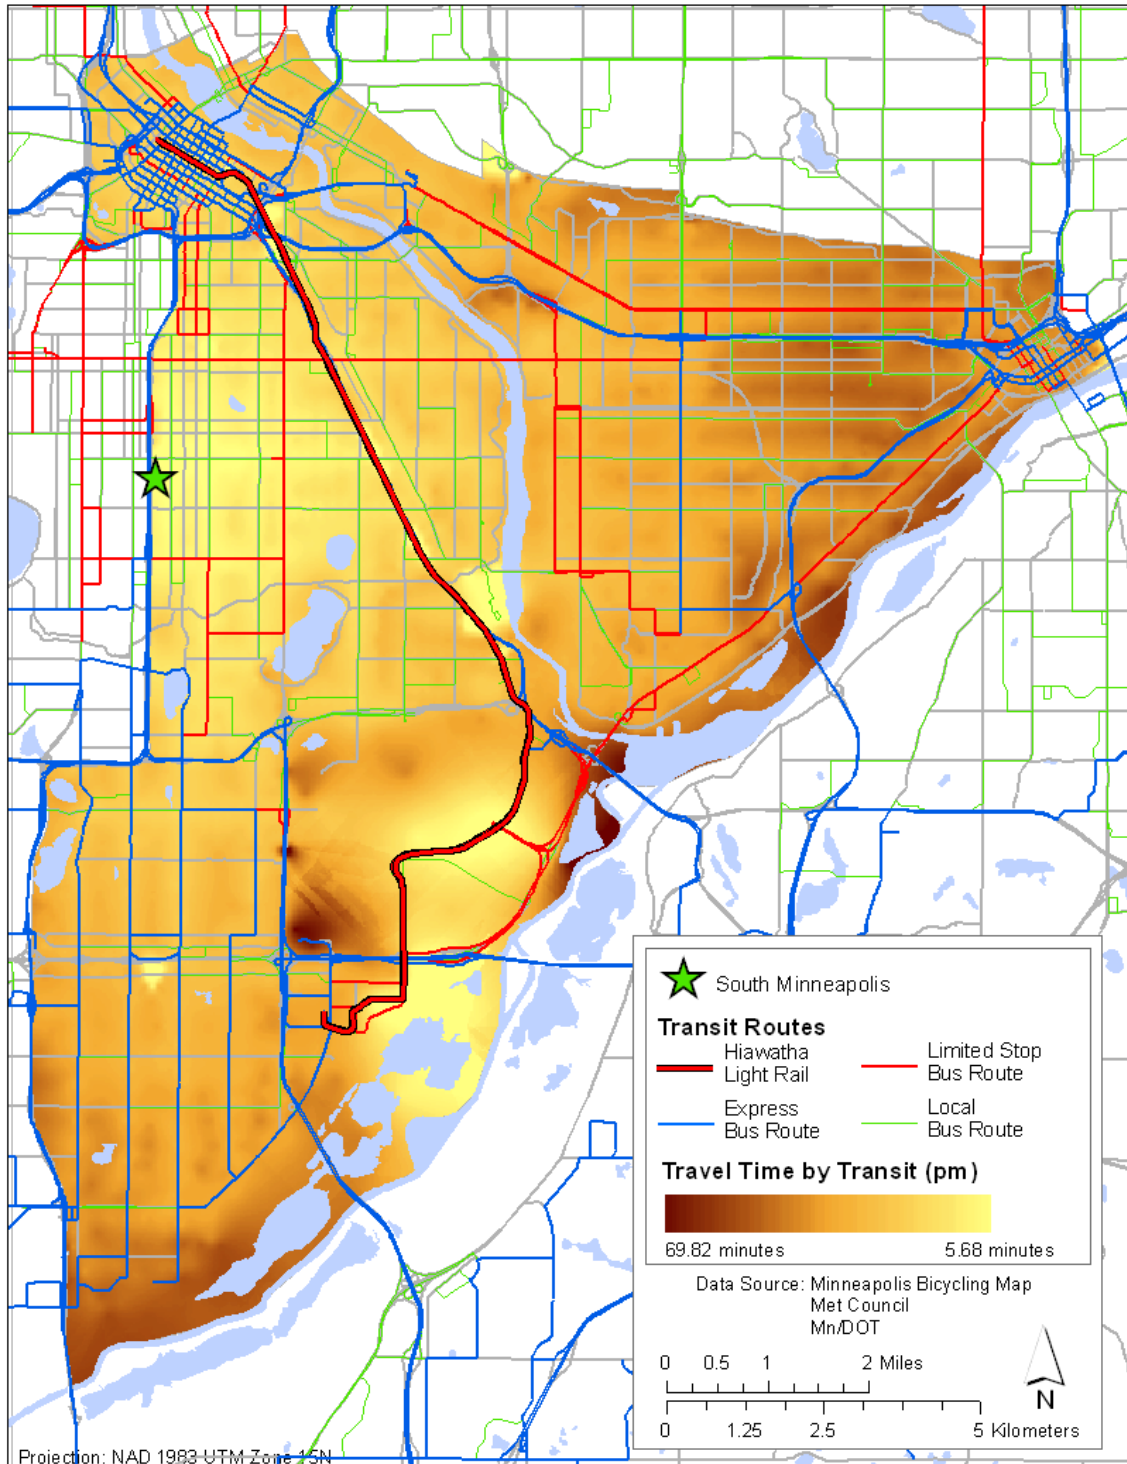 South Minneapolis
Transit Routes
Hiawatha
Light Rail
Limited Stop
Bus Route
Express
Bus Route
Local
Bus Route
Travel Time by Transit (pm)
69.82 minutes 5.68 minutes
Data Source: Minneapolis Bicycling Map
Met Council
Mn/DOT
0 0.5 1 2 Miles
0 1.25 2.5 5 Kilometers
N
Projection: NAD 1983 UTM Zone 15N